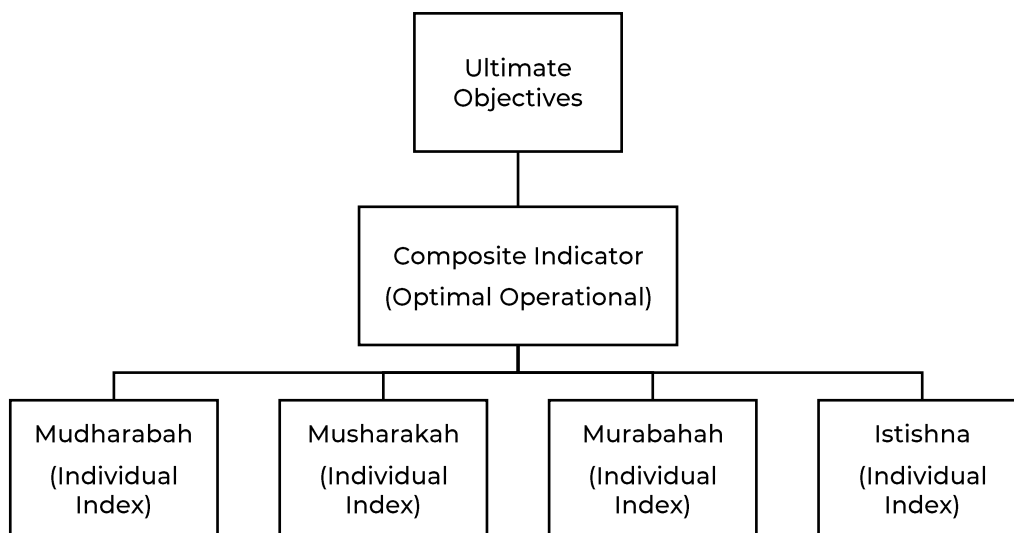 Ultimate
Objectives
Composite Indicator
(Optimal Operational)
Mudharabah
(Individual
Index)
Musharakah
(Individual
Index)
Murabahah
(Individual
Index)
Istishna
(Individual
Index)